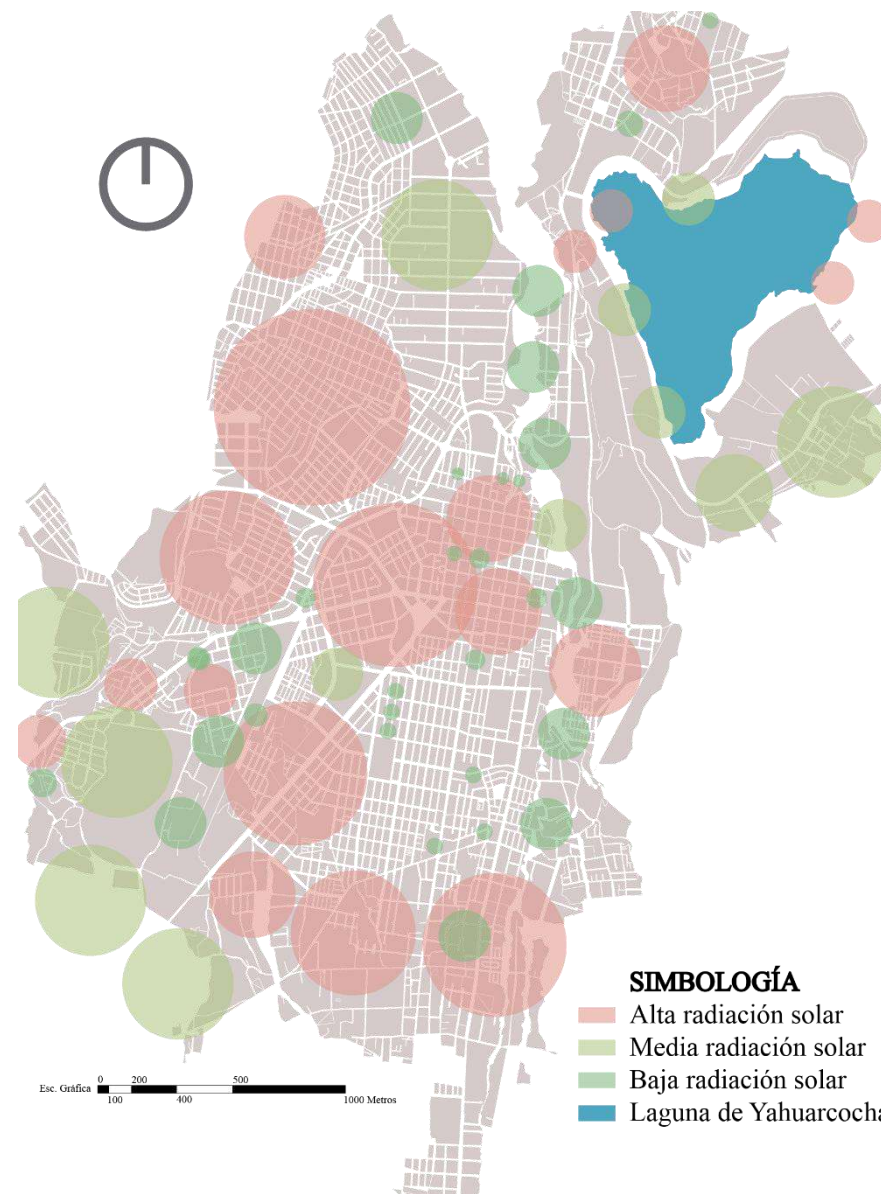 SIMBOLOGÍA
Alta radiación solar
Media radiación solar
Baja radiación solar
Laguna de Yahuarcocha
0 200 500
Esc. Gráfica
100 400 1000 Metros